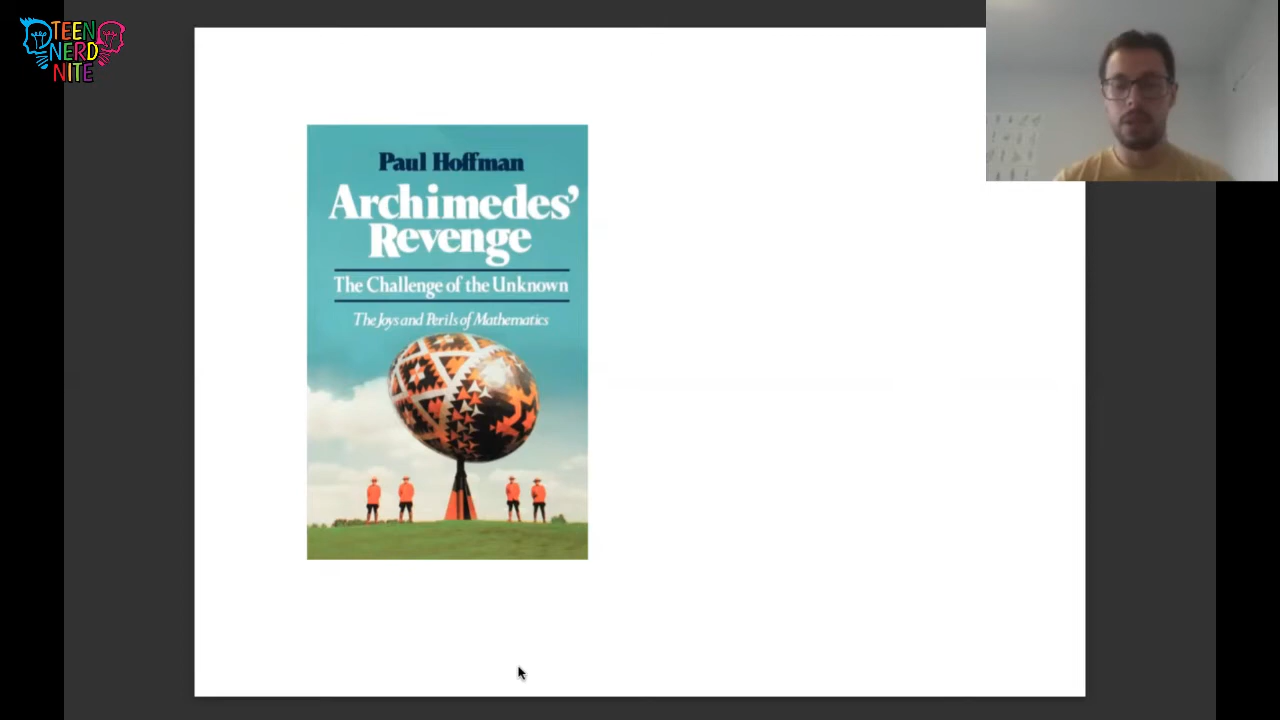 TEEN
NERD
NITE
Paul Hoffman
Archimedes'
Revenge
The Challenge of the Unknown
The Joys and Perils of Mathematics